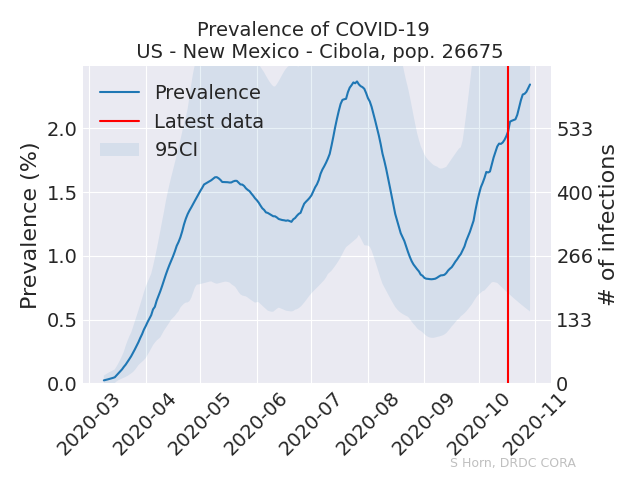 Prevalence of COVID-19
US - New Mexico - Cibola, pop. 26675
Prevalence
Latest data
95CI
Prevalence (%)
2.0
1.5
1.0
0.5
0.0
533
400
266
133
0
# of infections
2020-03
2020-04
2020-05
2020-06
2020-07
2020-08
2020-09
2020-10
2020-11
S Horn, DRDC CORA